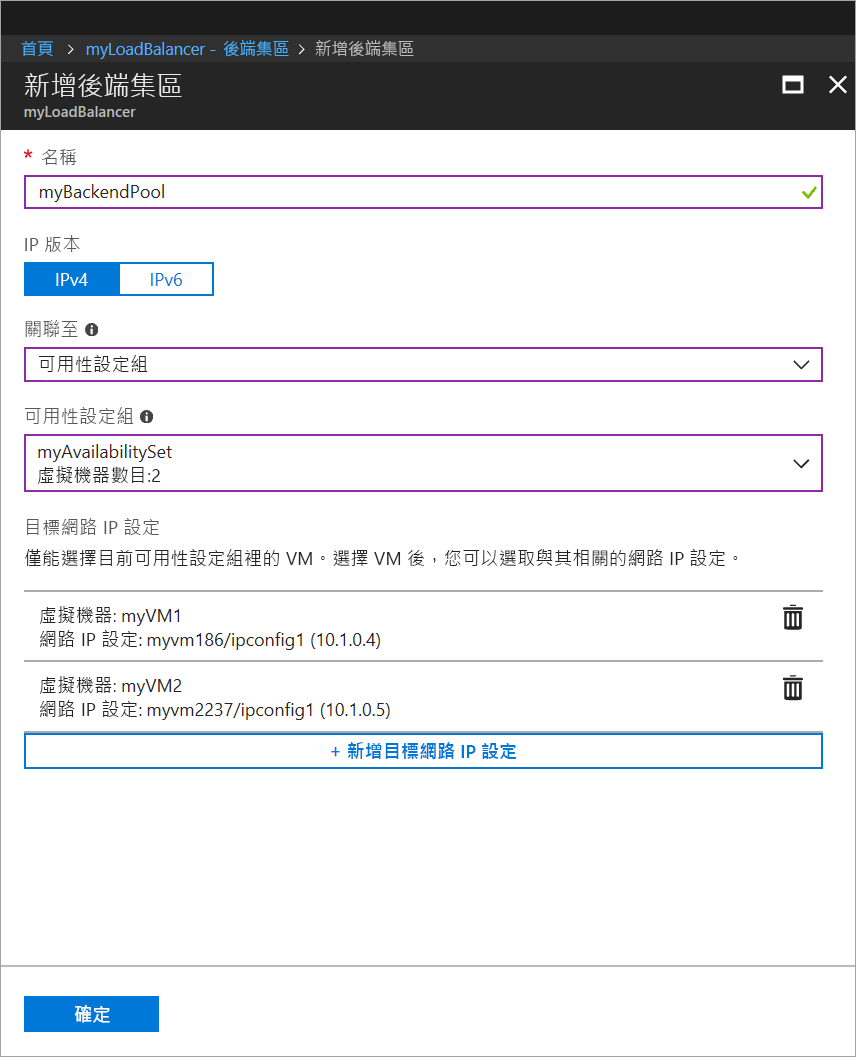 首頁 > myLoadBalancer - 後端集區 > 新增後端集區
新增後端集區
myLoadBalancer
* 名稱
myBackendPool
IP 版本
IPv4 IPv6
關聯至
可用性設定組
可用性設定組
myAvailabilitySet
虛擬機器數目:2
目標網路 IP 設定
僅能選擇目前可用性設定組裡的 VM。選擇 VM 後，您可以選取與其相關的網路 IP 設定。
虛擬機器: myVM1
網路 IP 設定: myvm186/ipconfig1 (10.1.0.4)
虛擬機器: myVM2
網路 IP 設定: myvm2237/ipconfig1 (10.1.0.5)
+ 新增目標網路 IP 設定
確定